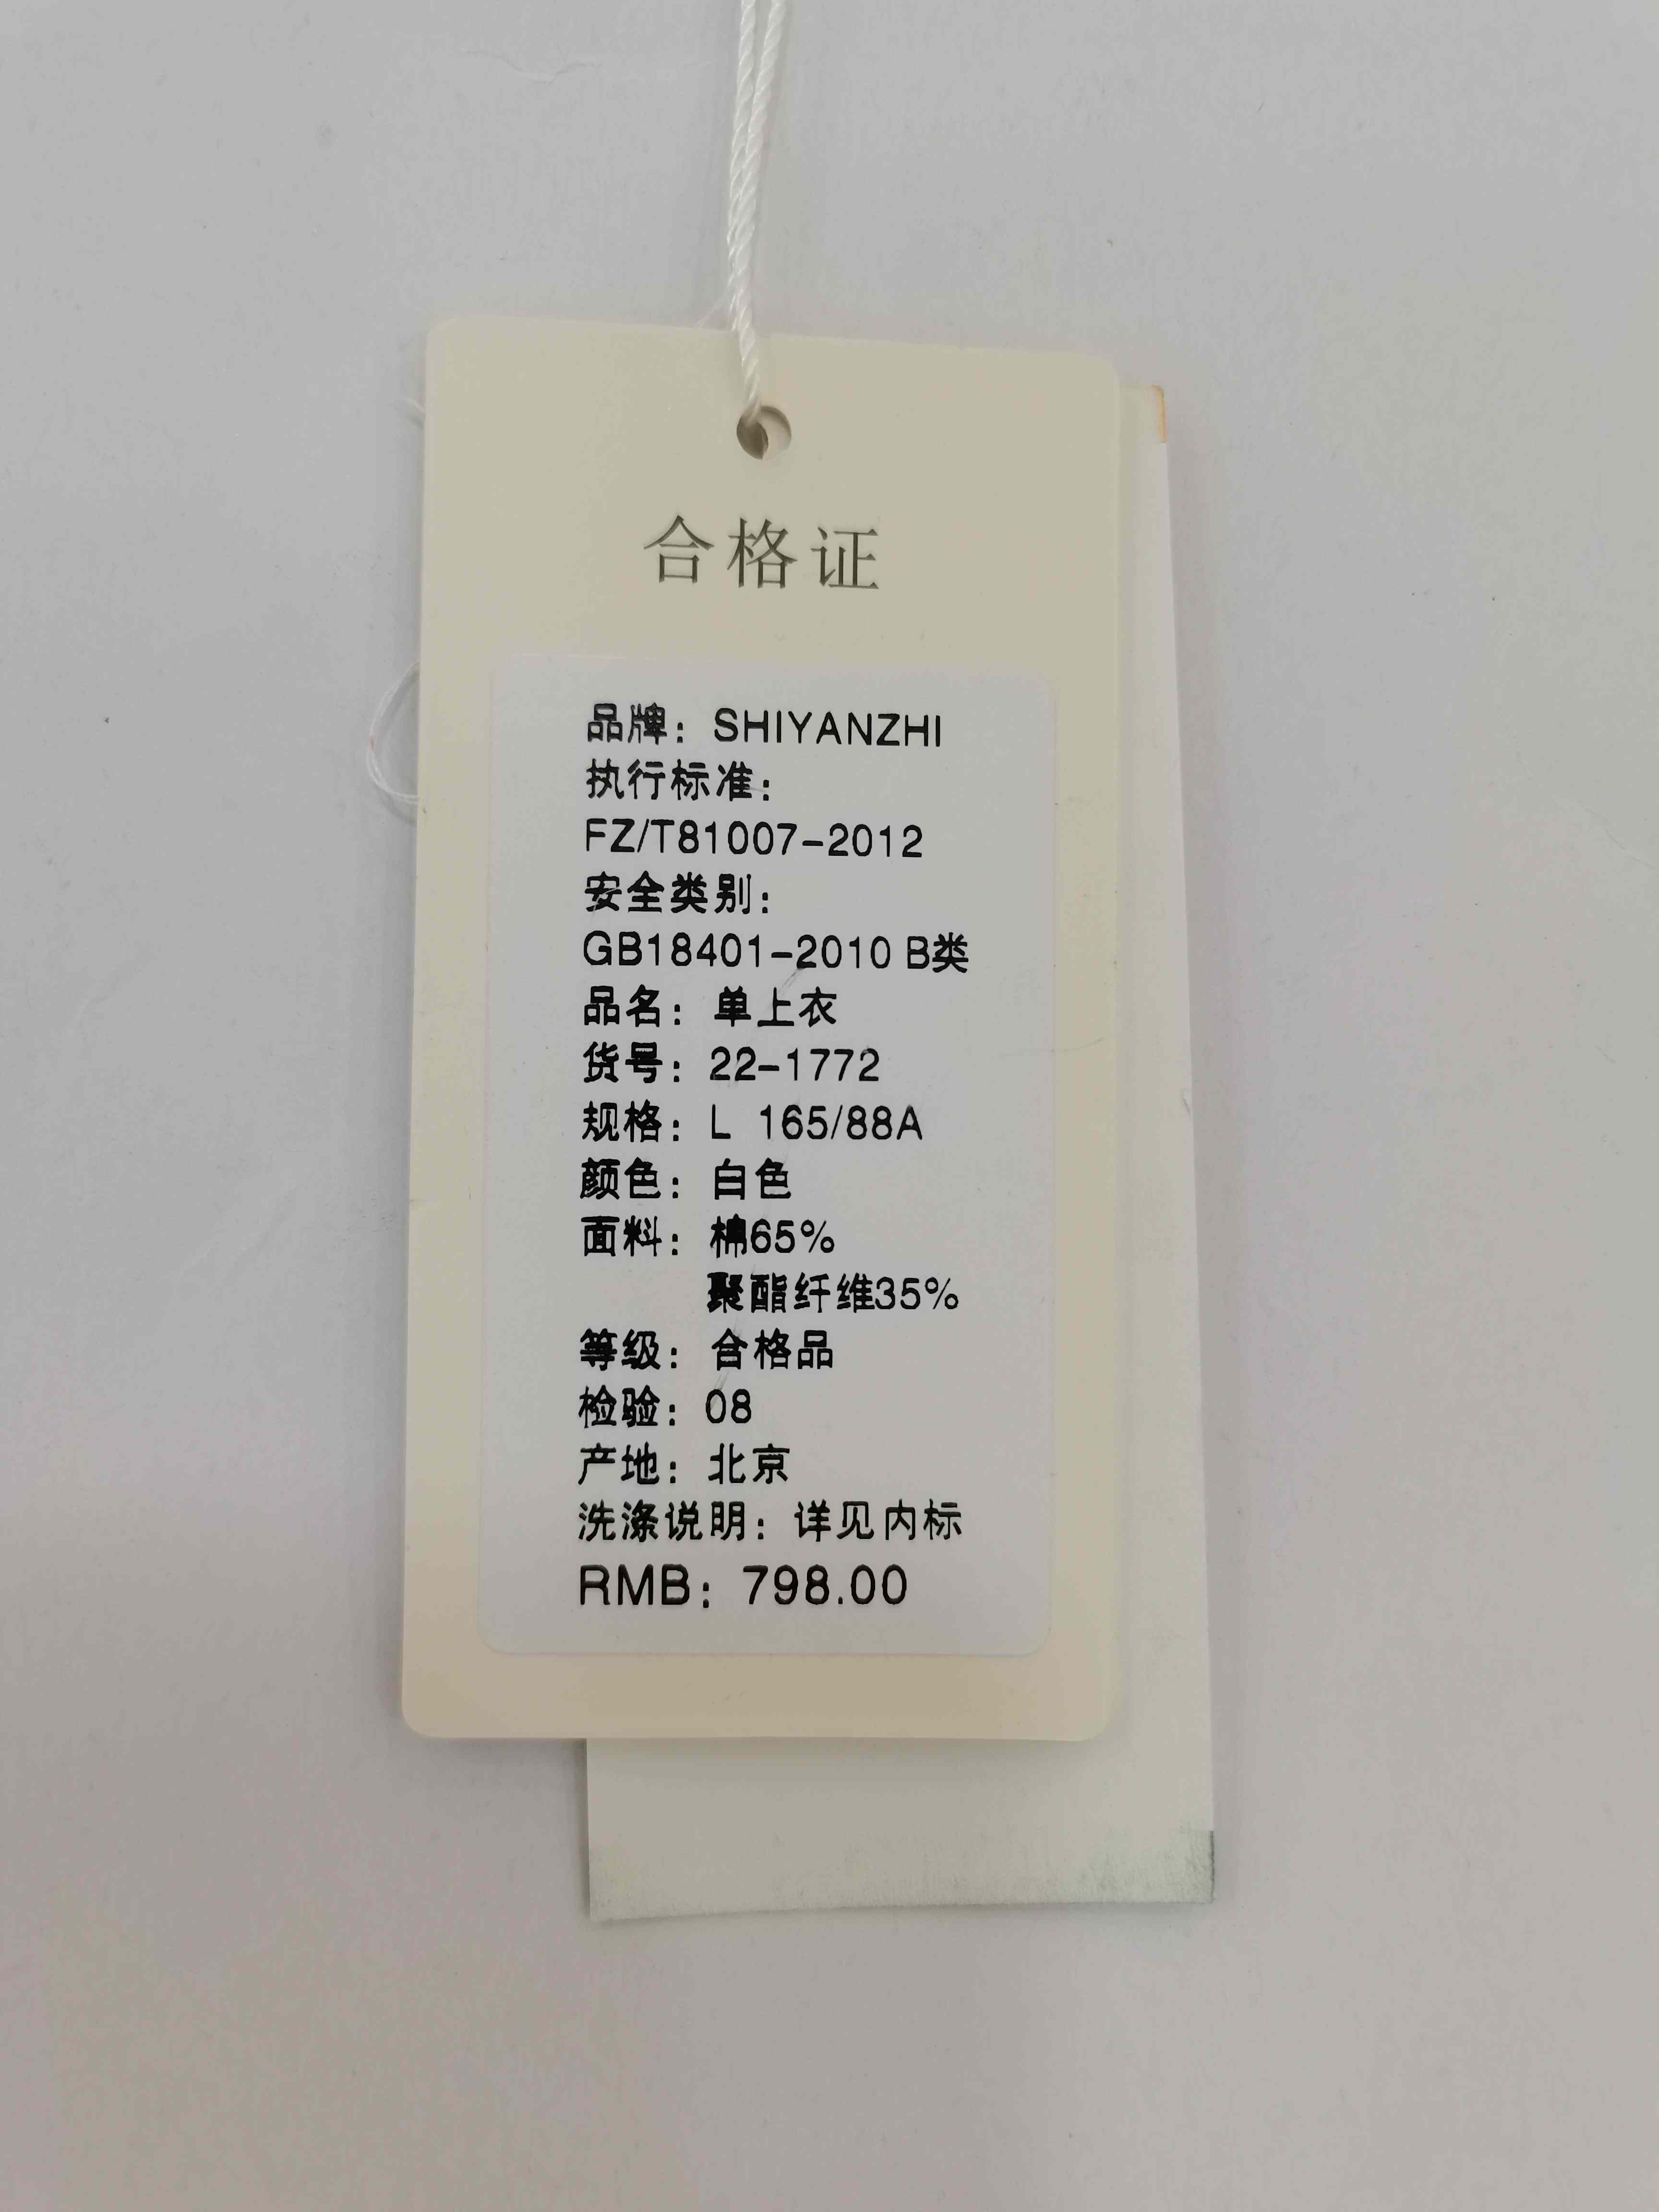 合格证
品牌：SHIYANZHI
执行标准：
FZ/T81007-2012
安全类别：
GB18401-2010 B类
品名：单上衣
货号：22-1772
规格：L 165/88A
颜色：白色
面料：棉65%
聚酯纤维35%
等级：合格品
检验：08
产地：北京
洗涤说明：详见内标
RMB：798.00